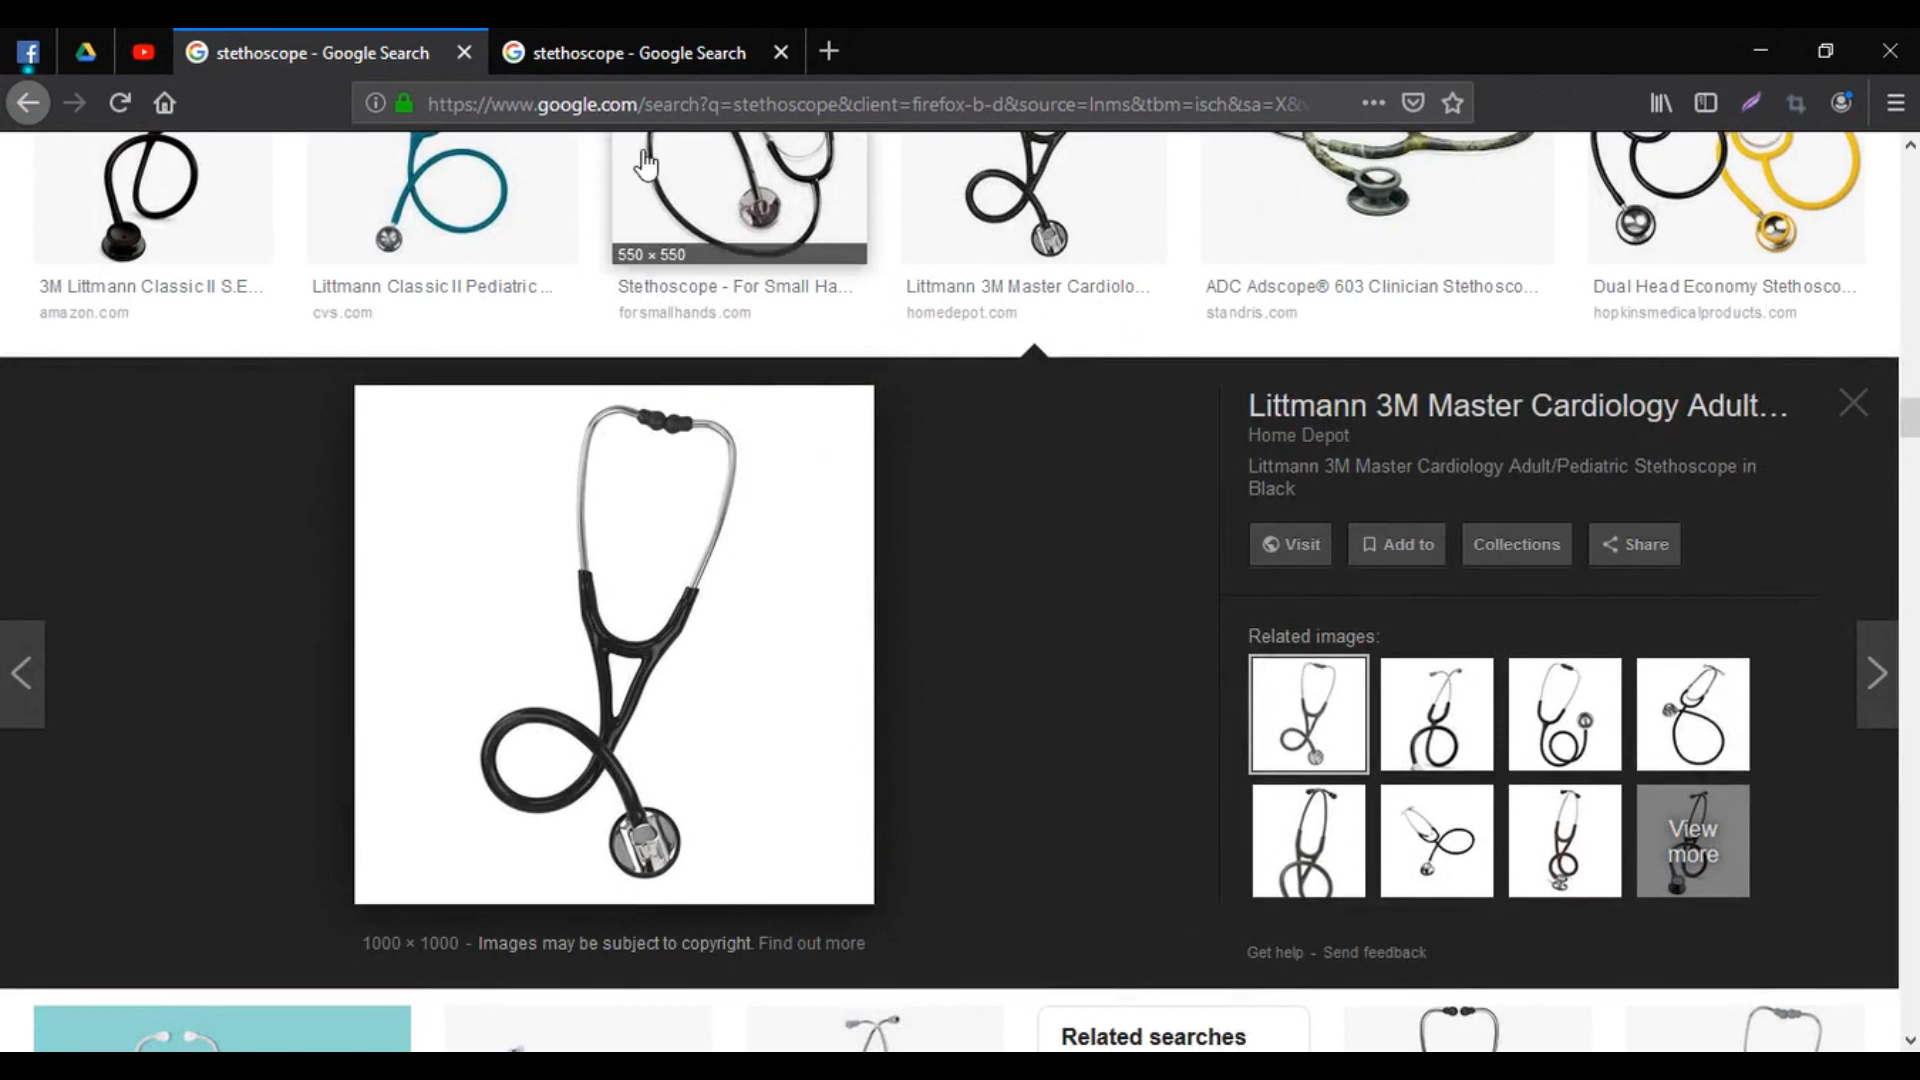 stethoscope - Google Search
stethoscope - Google Search
https://www.google.com/search?q=stethoscope&client=firefox-b-d&source=lnms&tbm=isch&sa=X&
550 × 550
3M Littmann Classic II S.E...
amazon.com
Littmann Classic II Pediatric ...
cvs.com
Stethoscope - For Small Ha...
forsmallhands.com
Littmann 3M Master Cardiolo...
homedepot.com
ADC Adscope® 603 Clinician Stethosco...
standris.com
Dual Head Economy Stethosco...
hopkinsmedicalproducts.com
Littmann 3M Master Cardiology Adult...
Home Depot
Littmann 3M Master Cardiology Adult/Pediatric Stethoscope in
Black
Visit
Add to
Collections
Share
Related images:
View
more
1000 × 1000 - Images may be subject to copyright. Find out more
Get help - Send feedback
Related searches